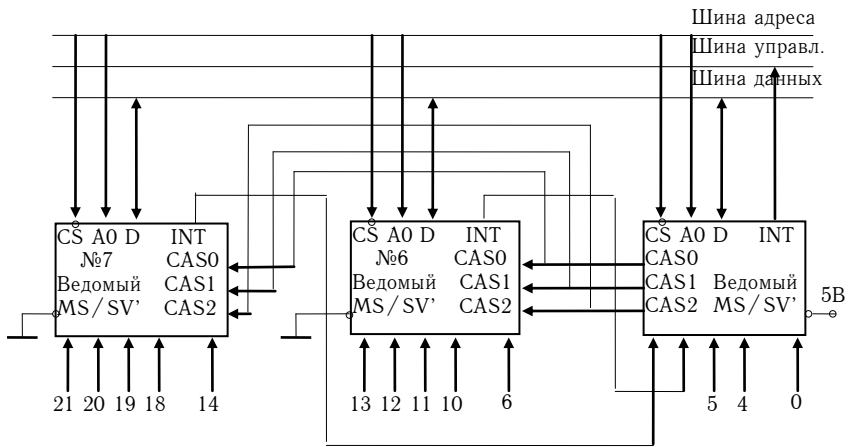 Шина адреса
Шина управл.
Шина данных
CS A0 D INT
№7 CAS0
Ведомый CAS1
MS/SV' CAS2
CS A0 D INT
№6 CAS0
Ведомый CAS1
MS/SV' CAS2
CS A0 D INT
CAS0
CAS1 Ведомый
CAS2 MS/SV'
5В
21 20 19 18 14
13 12 11 10 6
5 4 0